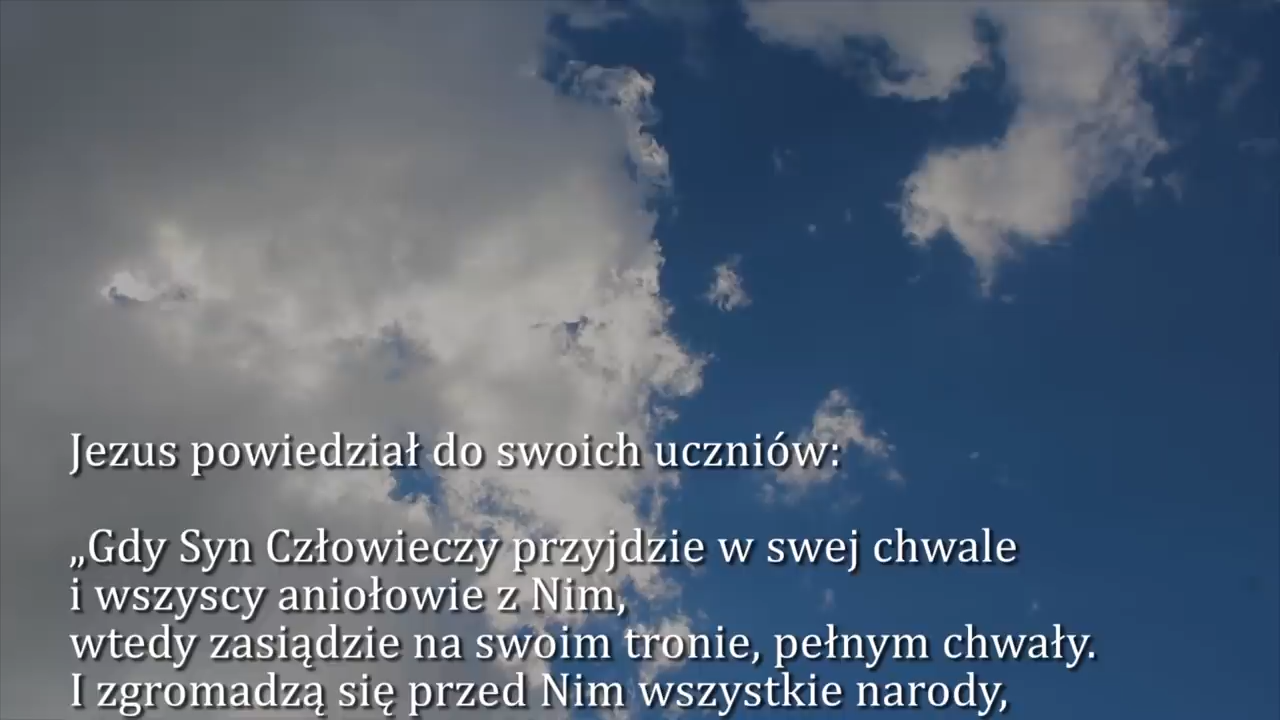 Jezus powiedział do swoich uczniów:
„Gdy Syn Człowieczy przyjdzie w swej chwale
i wszyscy aniołowie z Nim,
wtedy zasiądzie na swoim tronie, pełnym chwały.
I zgromadzą się przed Nim wszystkie narody,